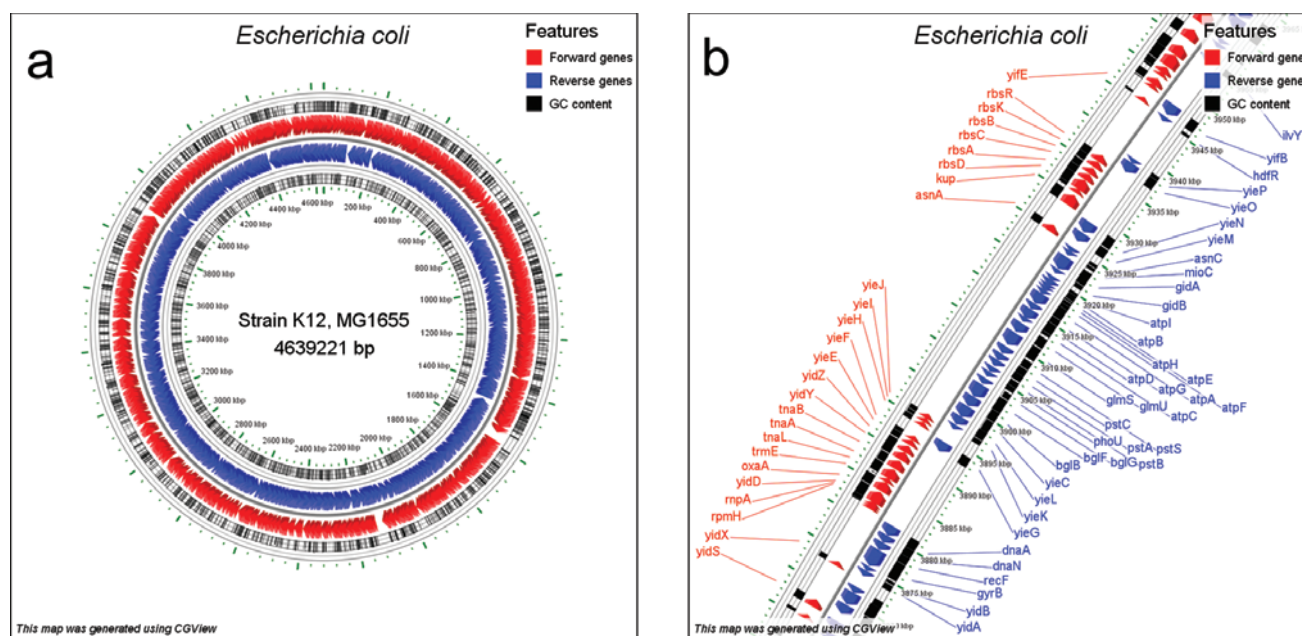 a
Escherichia coli
Features
Forward genes
Reverse genes
GC content
4600 kbp
200 kbp
400 kbp
600 kbp
800 kbp
1000 kbp
1200 kbp
1400 kbp
1600 kbp
1800 kbp
2000 kbp
2200 kbp
2400 kbp
2600 kbp
2800 kbp
3000 kbp
3200 kbp
3400 kbp
3600 kbp
3800 kbp
4000 kbp
4200 kbp
4400 kbp
Strain K12, MG1655
4639221 bp
This map was generated using CGView
b
Escherichia coli
Features
Forward gene
Reverse gene
GC content
yifE
rbsR
rbsK
rbsB
rbsC
rbsA
rbsD
kup
asnA
yieJ
yieI
yieH
yieF
yieE
yidZ
yidY
tnaB
tnaA
tnaL
trmE
oxaA
yidD
rnpA
rpmH
yidX
yidS
3950 kbp
3945 kbp
3940 kbp
3935 kbp
3930 kbp
3925 kbp
3920 kbp
3915 kbp
3910 kbp
3905 kbp
3900 kbp
3895 kbp
3890 kbp
3885 kbp
3880 kbp
3875 kbp
ilvY
yifB
hdfR
yieP
yieO
yieN
yieM
asnC
mioC
gidA
gidB
atpI
atpB
atpH
atpE
atpD
atpG
atpA
atpF
glmS
glmU
atpC
pstC
phoU
pstA
pstS
bglB
bglF
bglG
pstB
yieC
yieL
yieK
yieG
dnaA
dnaN
recF
gyrB
yidB
yidA
This map was generated using CGView